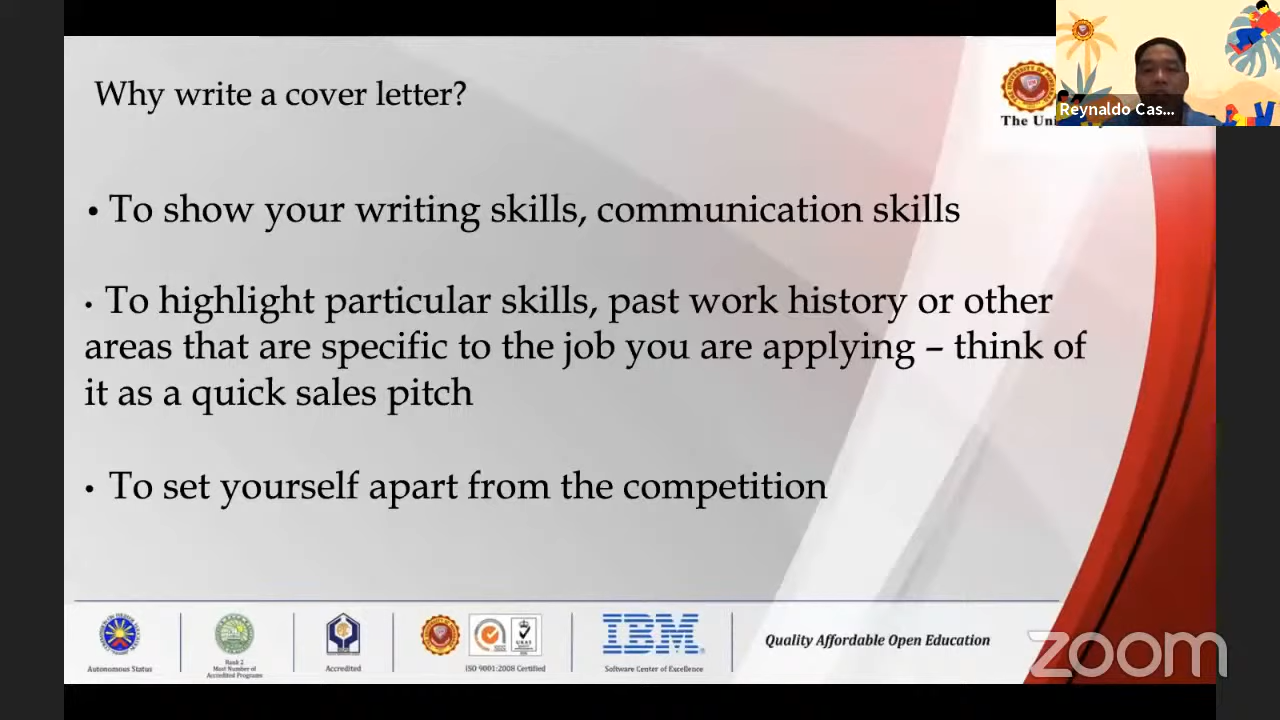 Why write a cover letter?
The Uni
Reynaldo Cas...
• To show your writing skills, communication skills
• To highlight particular skills, past work history or other
areas that are specific to the job you are applying – think of
it as a quick sales pitch
• To set yourself apart from the competition
Autonomous Status
Rank 2
Most Number of
Accredited Programs
Accredited
ISO 9001:2008 Certified
UKAS
IBM
Software Center of Excellence
Quality Affordable Open Education
zoom